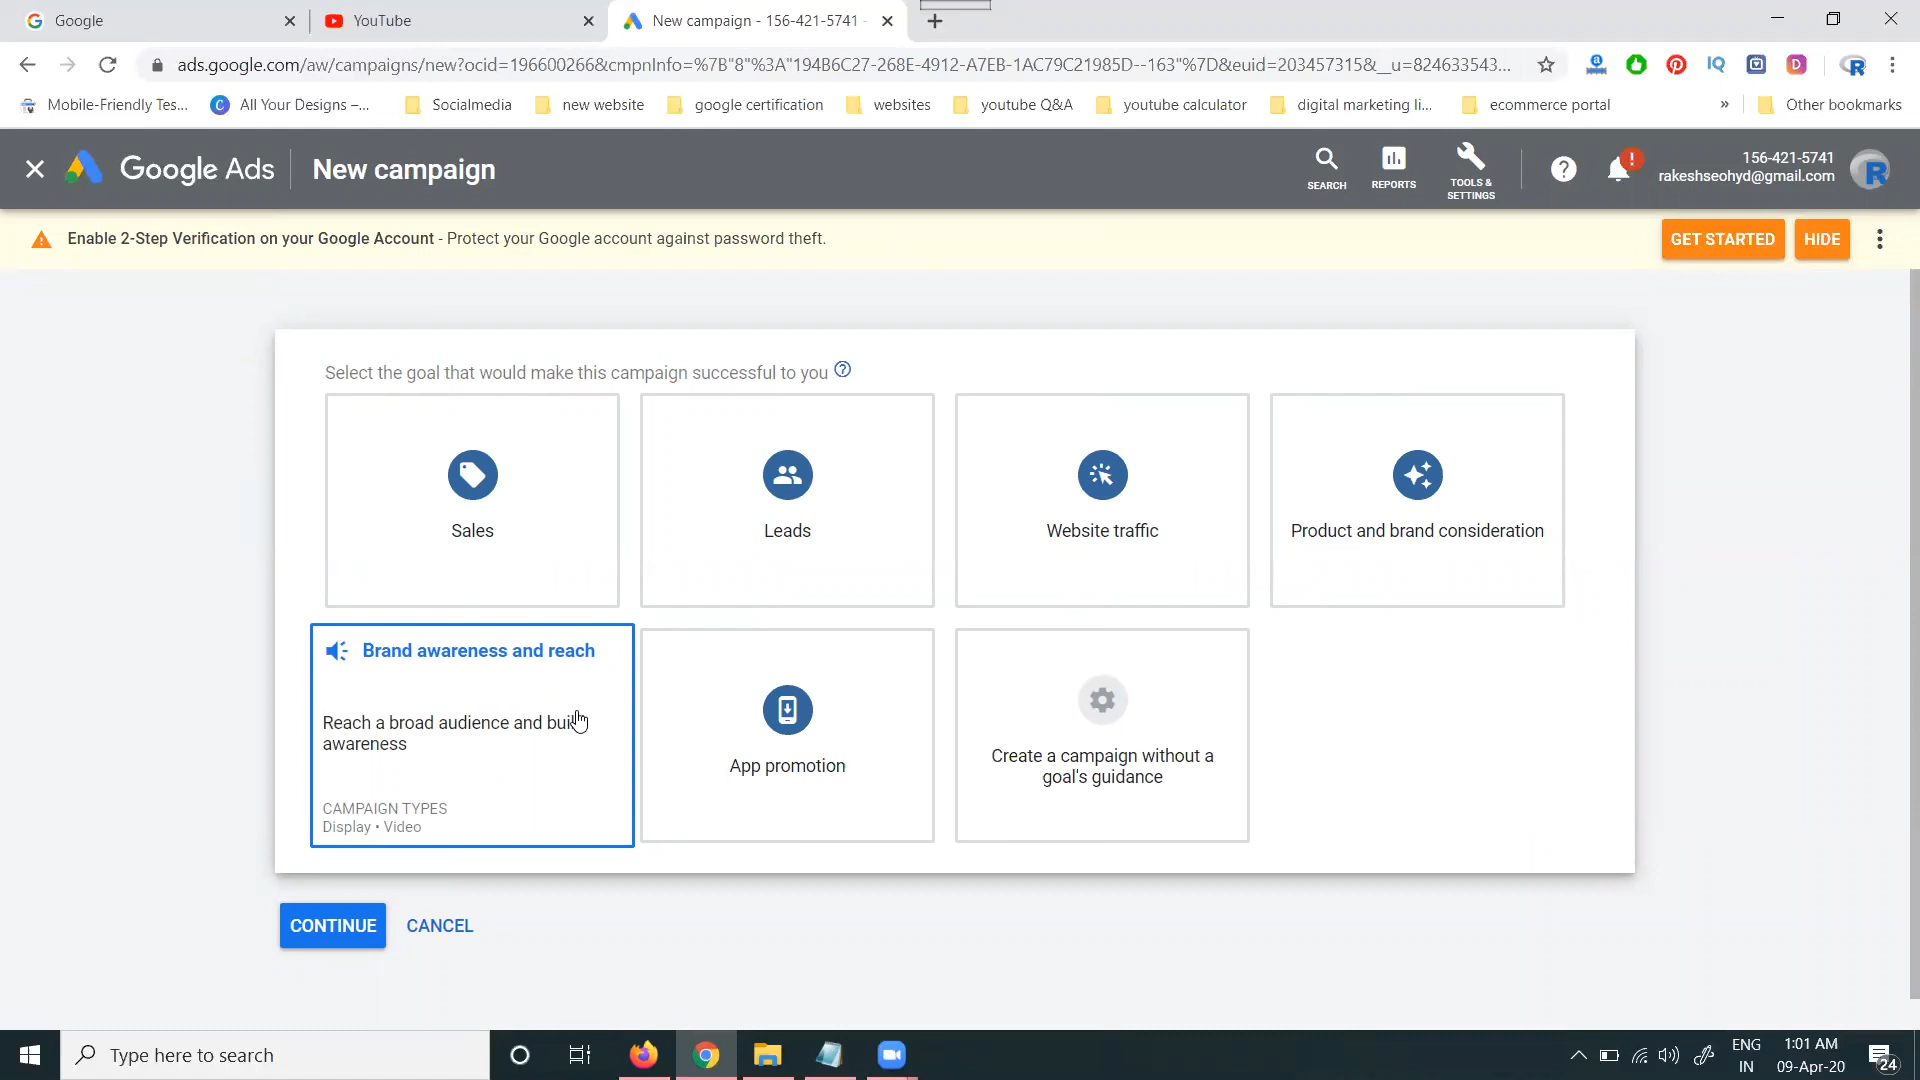 Google
YouTube
New campaign - 156-421-5741 -
ads.google.com/aw/campaigns/new?ocid=196600266&cmpnInfo=%7B"8"%3A"194B6C27-268E-4912-A7EB-1AC79C21985D--163"%7D&euid=203457315&__u=824633543...
Mobile-Friendly Tes...
All Your Designs –...
Socialmedia
new website
google certification
websites
youtube Q&A
youtube calculator
digital marketing li...
ecommerce portal
»
Other bookmarks
Google Ads
New campaign
SEARCH
REPORTS
TOOLS &
SETTINGS
156-421-5741
rakeshseohyd@gmail.com
Enable 2-Step Verification on your Google Account - Protect your Google account against password theft.
GET STARTED
HIDE
Select the goal that would make this campaign successful to you
Sales
Leads
Website traffic
Product and brand consideration
Brand awareness and reach
Reach a broad audience and build
awareness
CAMPAIGN TYPES
Display • Video
App promotion
Create a campaign without a
goal's guidance
CONTINUE
CANCEL
Type here to search
ENG
IN
1:01 AM
09-Apr-20
24